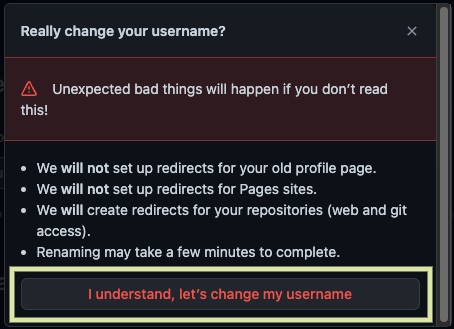 Really change your username?
Unexpected bad things will happen if you don’t read
this!
We will not set up redirects for your old profile page.
We will not set up redirects for Pages sites.
We will create redirects for your repositories (web and git
access).
Renaming may take a few minutes to complete.
I understand, let’s change my username